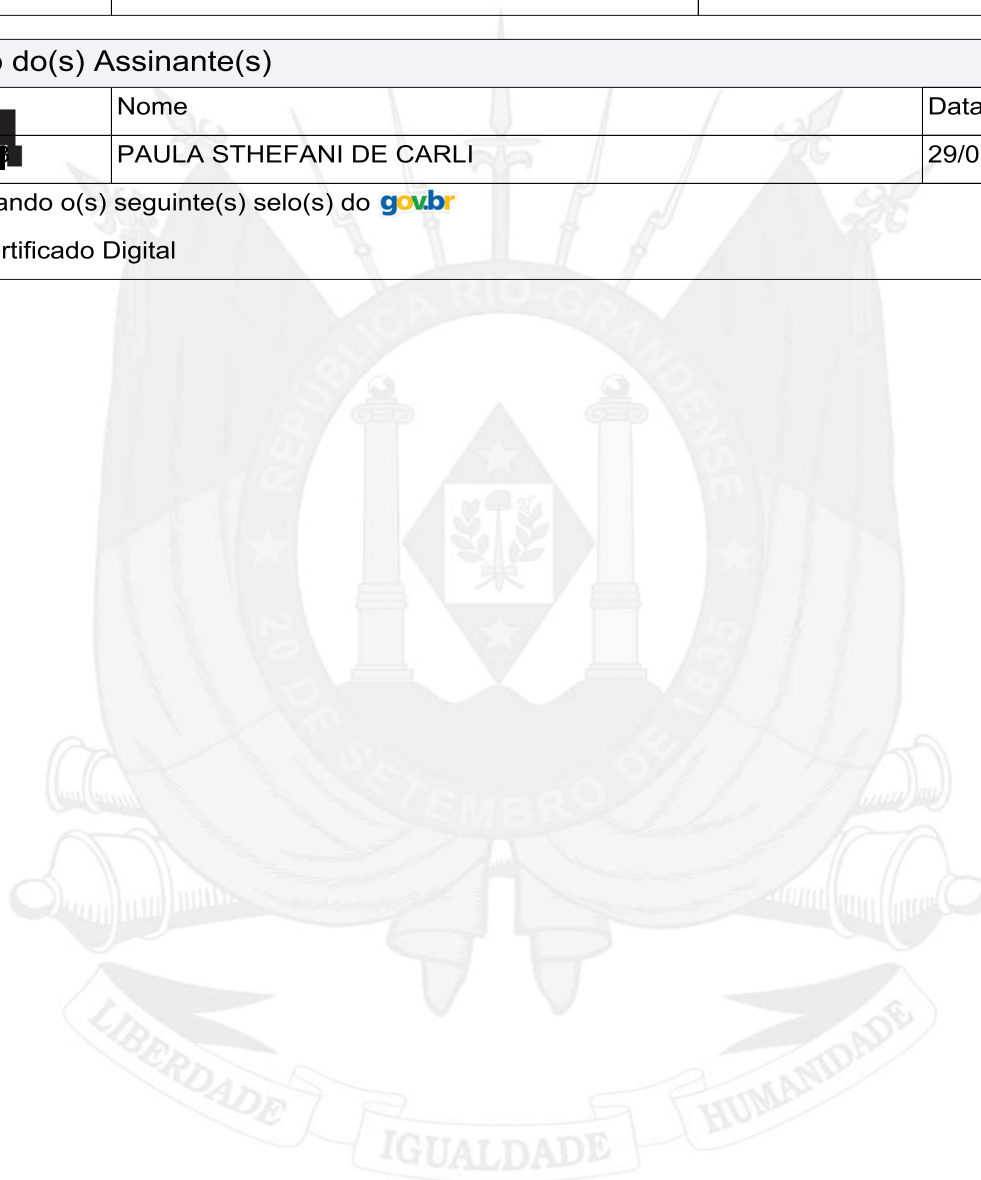 o do(s) Assinante(s)
Nome
Data
PAULA STHEFANI DE CARLI
29/0
ando o(s) seguinte(s) selo(s) do gov.br
rtificado Digital
REPÚBLICA RIO-GRANDENSE
20 DE SETEMBRO DE 1835
LIBERDADE
IGUALDADE
HUMANIDADE